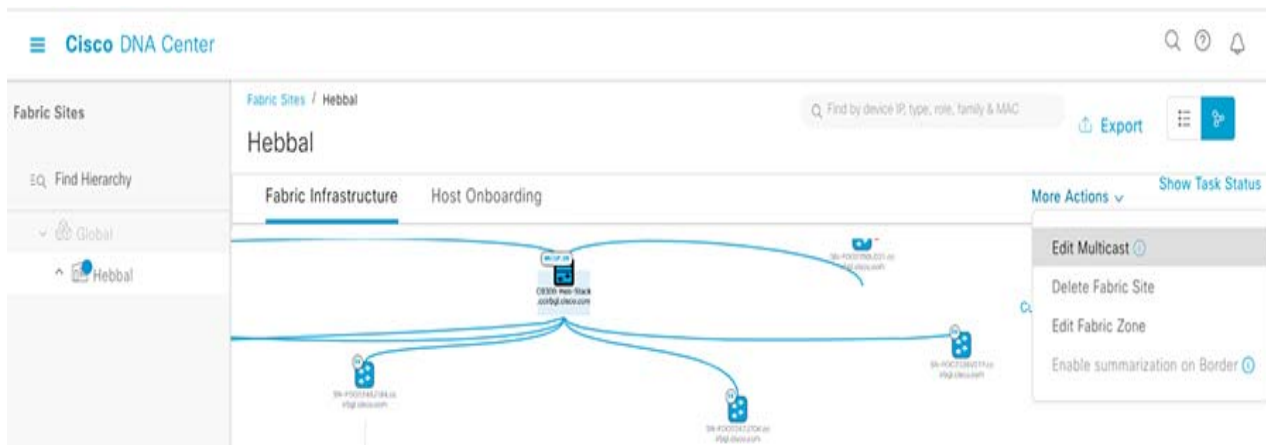 Cisco DNA Center
Fabric Sites
Fabric Sites / Hebbal
Find by device IP, type, role, family & MAC
Export
Hebbal
Find Hierarchy
Fabric Infrastructure
Host Onboarding
More Actions
Show Task Status
Global
Hebbal
Edit Multicast
Delete Fabric Site
Edit Fabric Zone
Enable summarization on Border